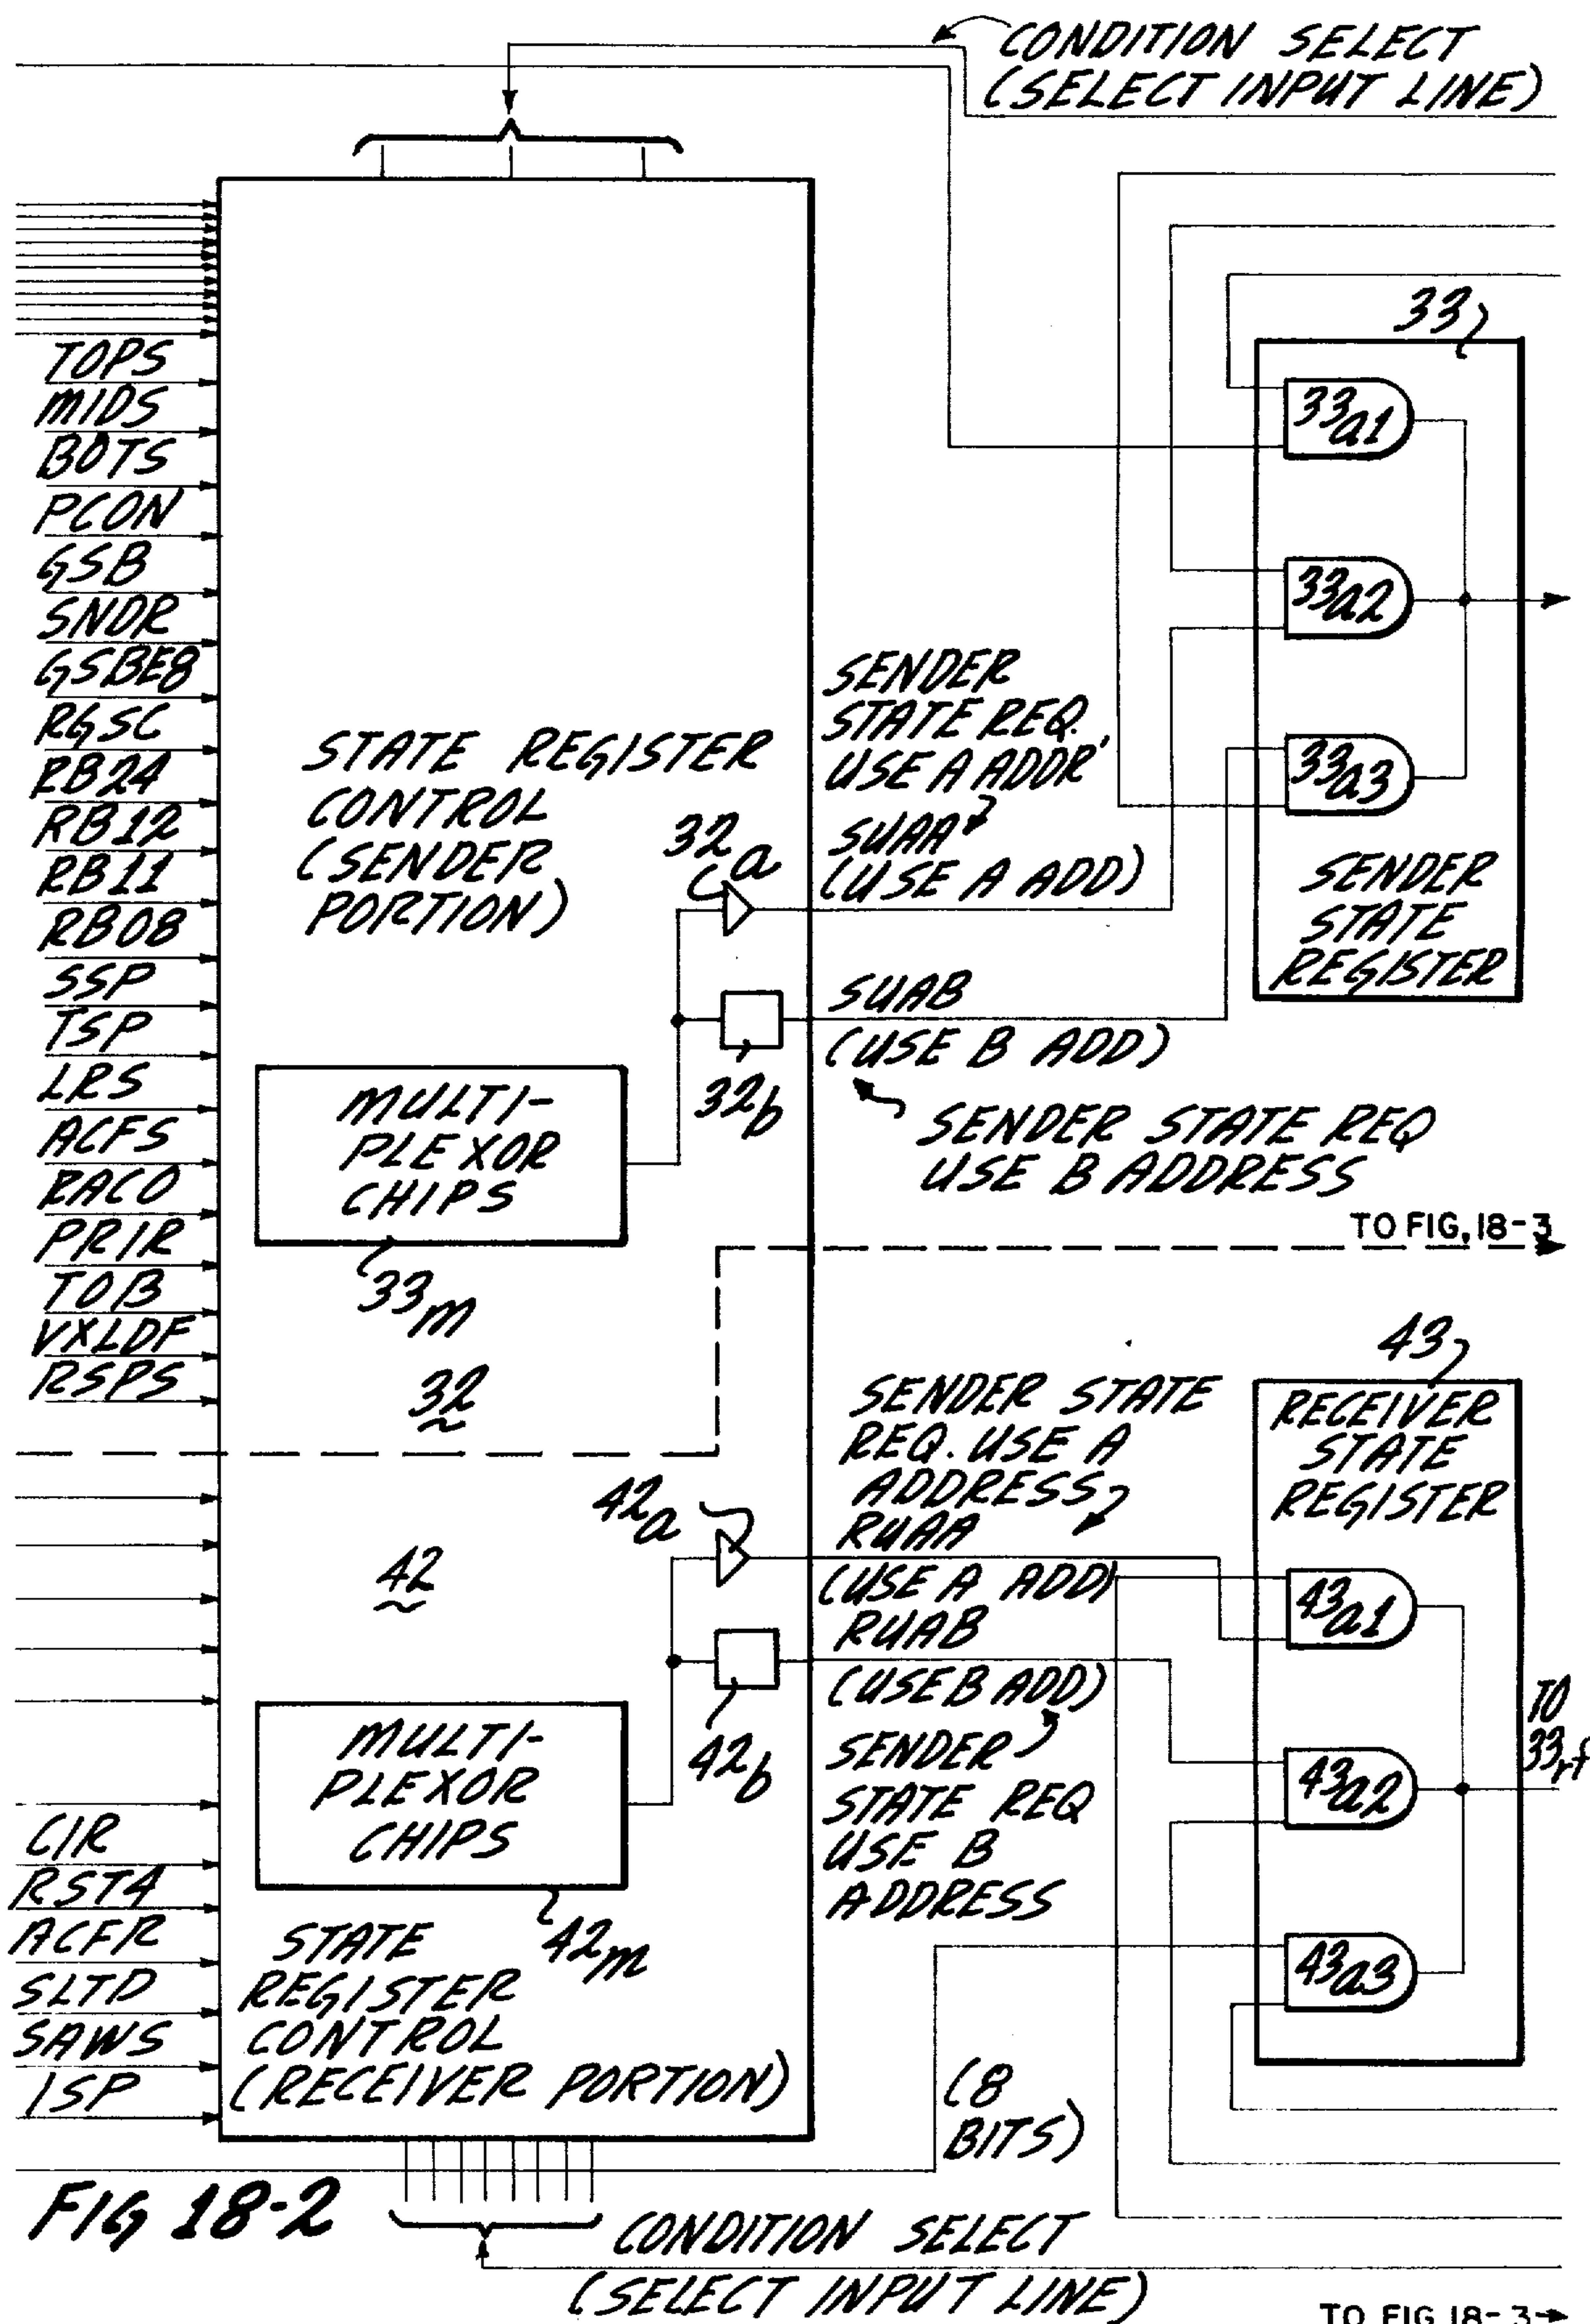 CONDITION SELECT
(SELECT INPUT LINE)
33
33a1
33a2
33a3
SENDER
STATE
REGISTER
TOPS
MIDS
BOTS
PCON
GSB
SNDR
GSBE8
RGSC
RB24
RB12
RB11
RB08
SSP
TSP
LRS
ACFS
RACO
PRIR
TOB
VXLDF
RSPS
STATE REGISTER
CONTROL
(SENDER
PORTION)
32a
SENDER
STATE REQ.
USE A ADDR'
SUAA
(USE A ADD)
SUAB
(USE B ADD)
32b
SENDER STATE REQ
USE B ADDRESS
MULTI-
PLEXOR
CHIPS
33m
32
TO FIG, 18-3
43
RECEIVER
STATE
REGISTER
43a1
43a2
43a3
TO
33rf
SENDER STATE
REQ. USE A
ADDRESS
RUAA
(USE A ADD)
RUAB
(USE B ADD)
SENDER
STATE REQ
USE B
ADDRESS
42a
42
42b
MULTI-
PLEXOR
CHIPS
42m
CIR
RST4
ACFR
SLTD
SAWS
ISP
STATE
REGISTER
CONTROL
(RECEIVER PORTION)
(8
BITS)
FIG 18-2
CONDITION SELECT
(SELECT INPUT LINE)
TO FIG 18-3